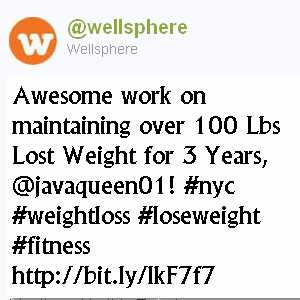 @wellsphere
Wellsphere
Awesome work on
maintaining over 100 Lbs
Lost Weight for 3 Years,
@javaqueen01! #nyc
#weightloss #loseweight
#fitness
http://bit.ly/lkF7f7